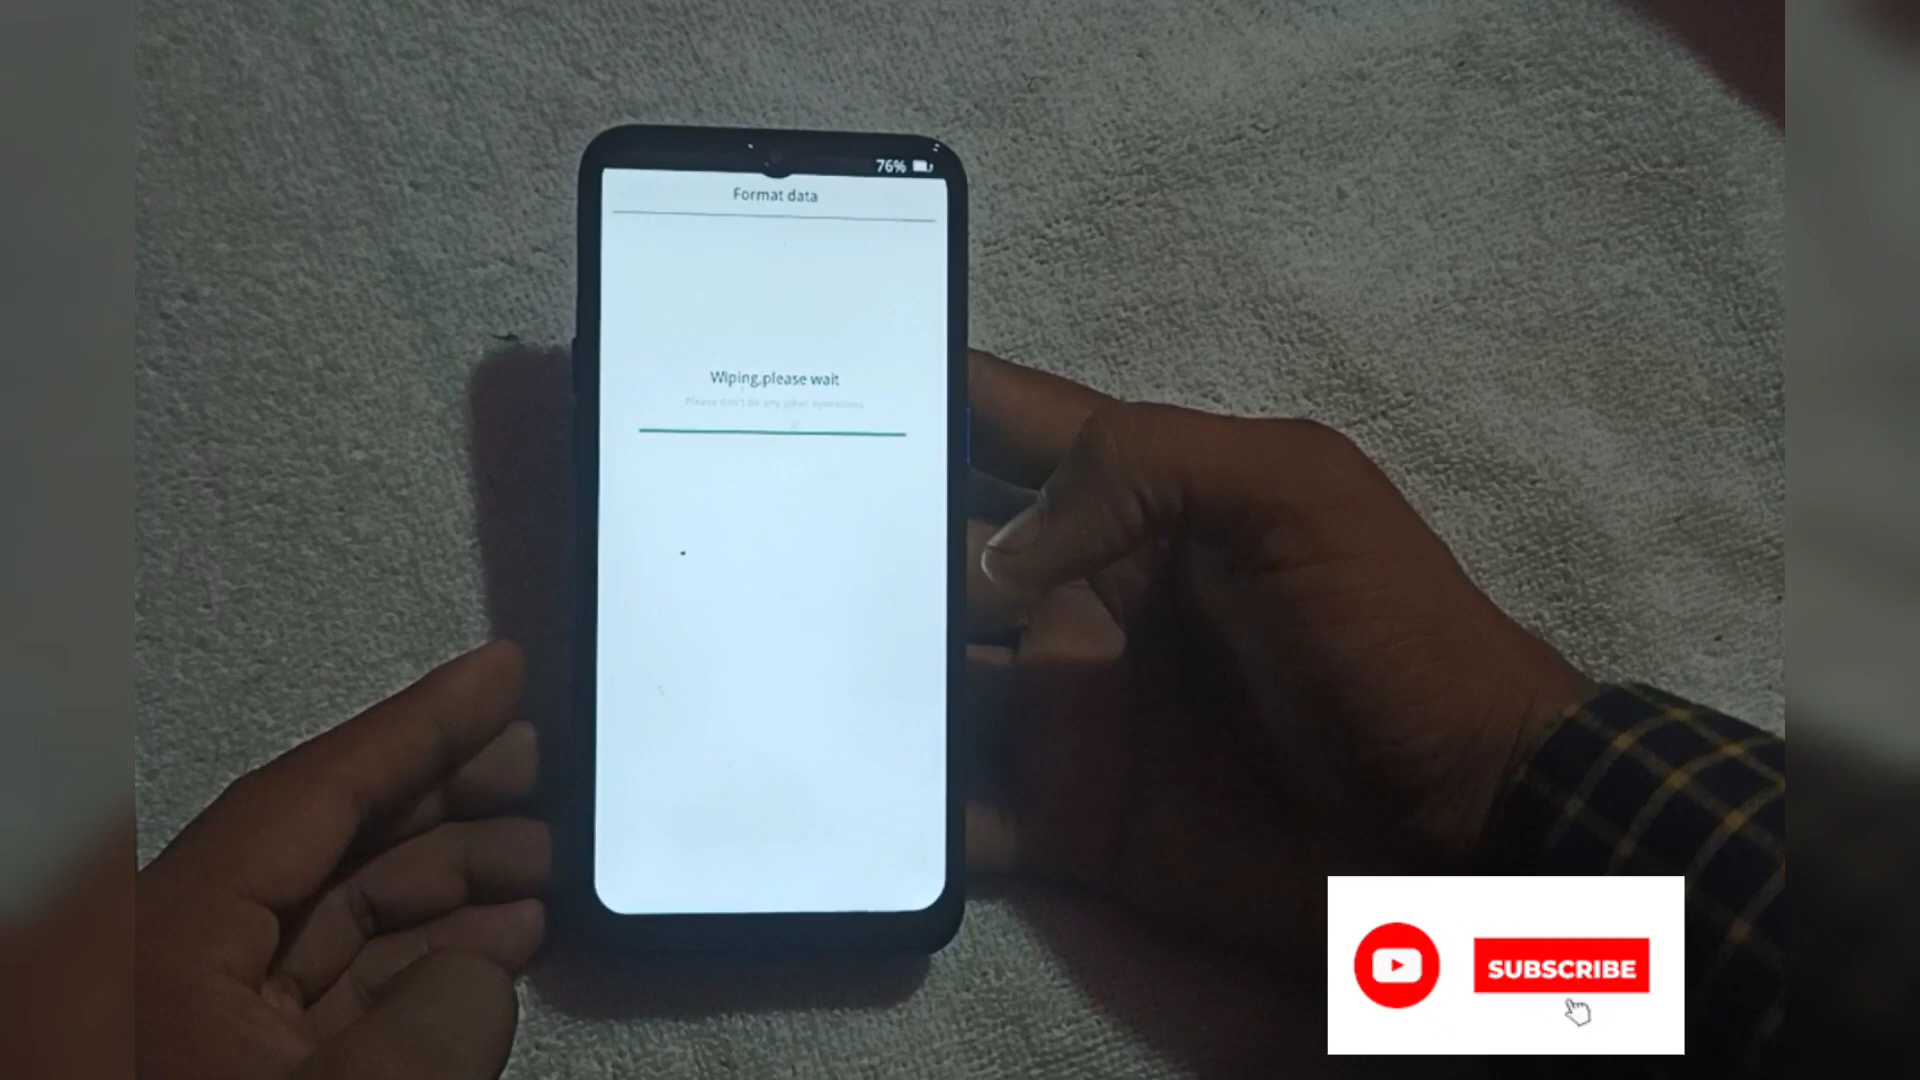 76%
Format data
Wiping,please wait
Please don't do any other operations
SUBSCRIBE